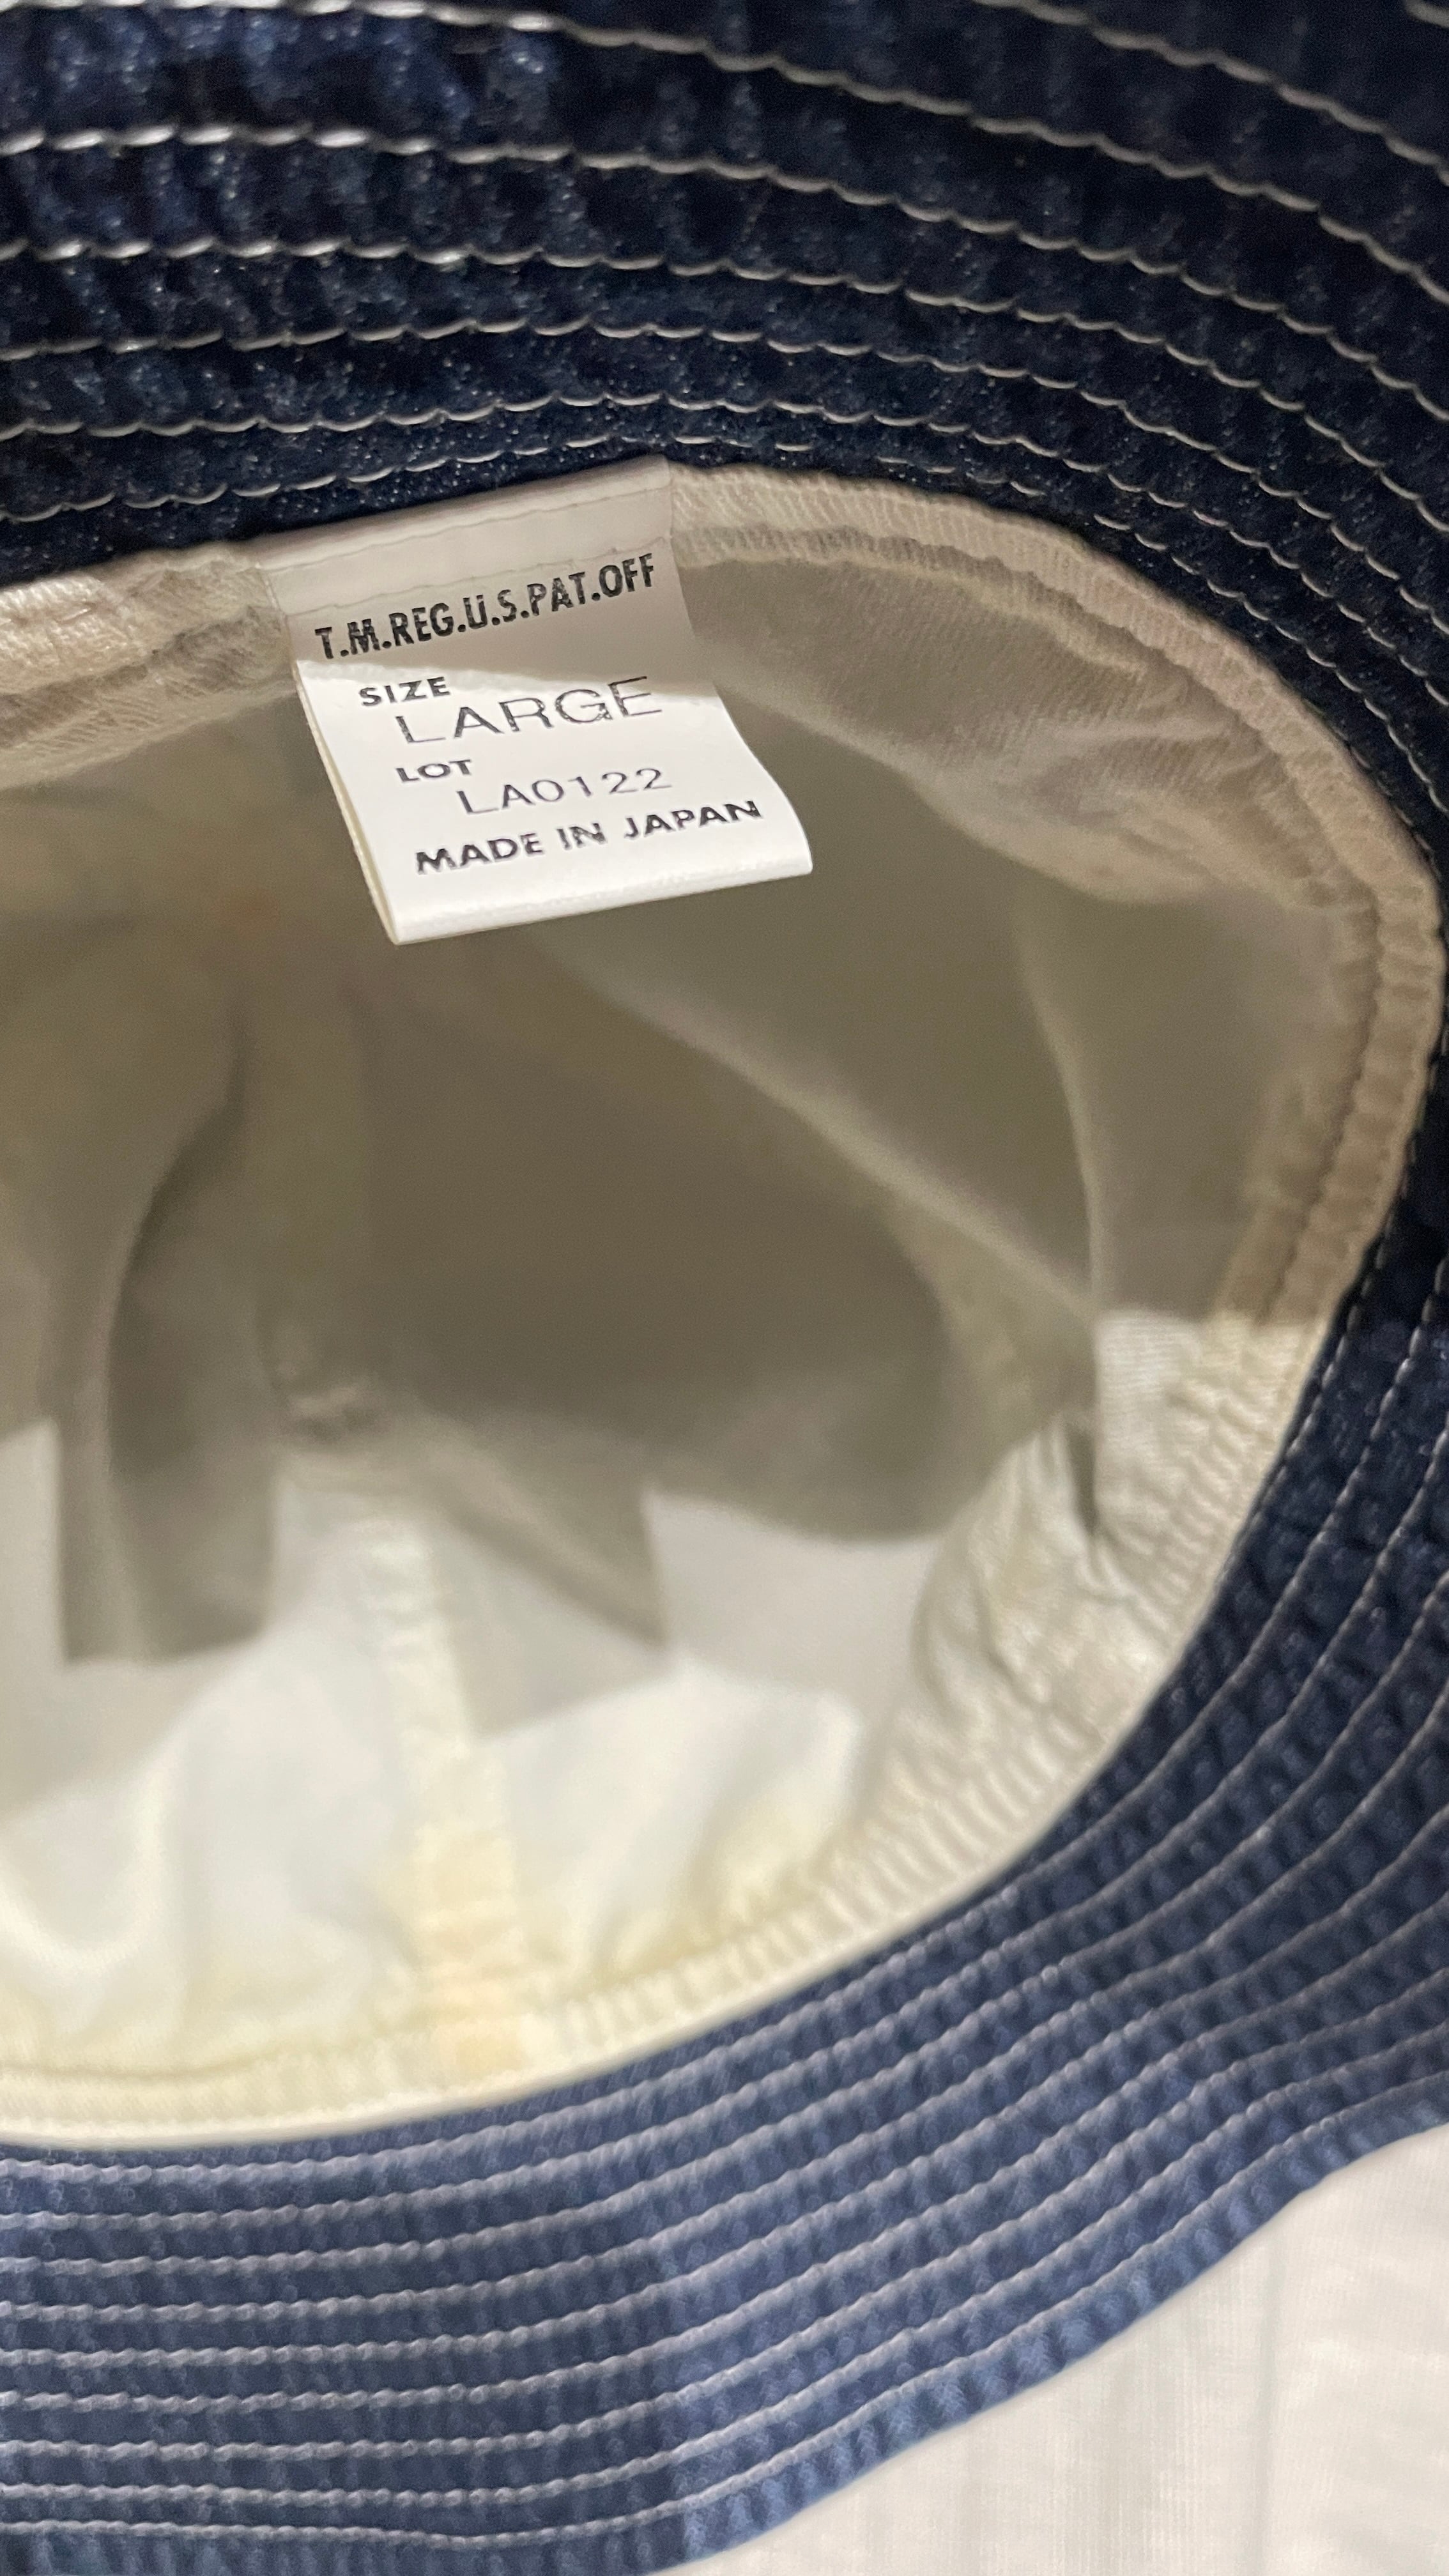 T.M.REG.U.S.PAT.OFF
SIZE
LARGE
LOT
LA0122
MADE IN JAPAN